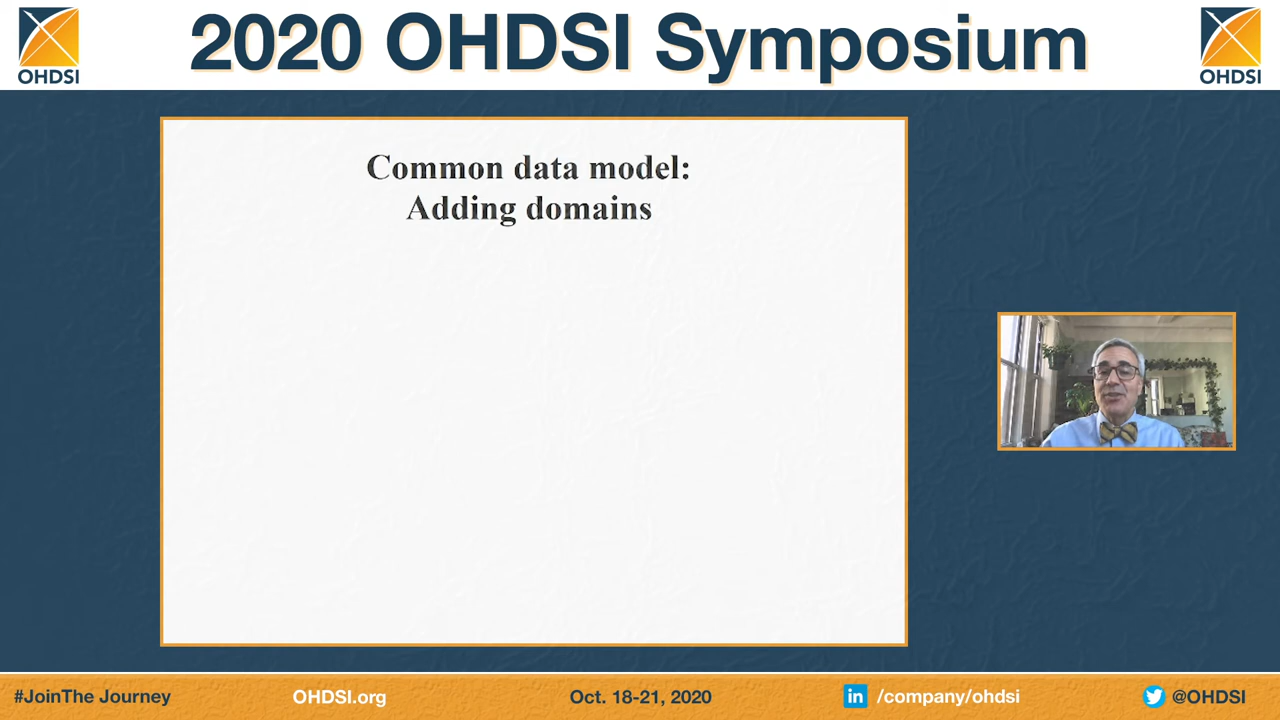 2020 OHDSI Symposium
OHDSI
OHDSI
Common data model:
Adding domains
#JoinThe Journey
OHDSI.org
Oct. 18-21, 2020
in /company/ohdsi
@OHDSI